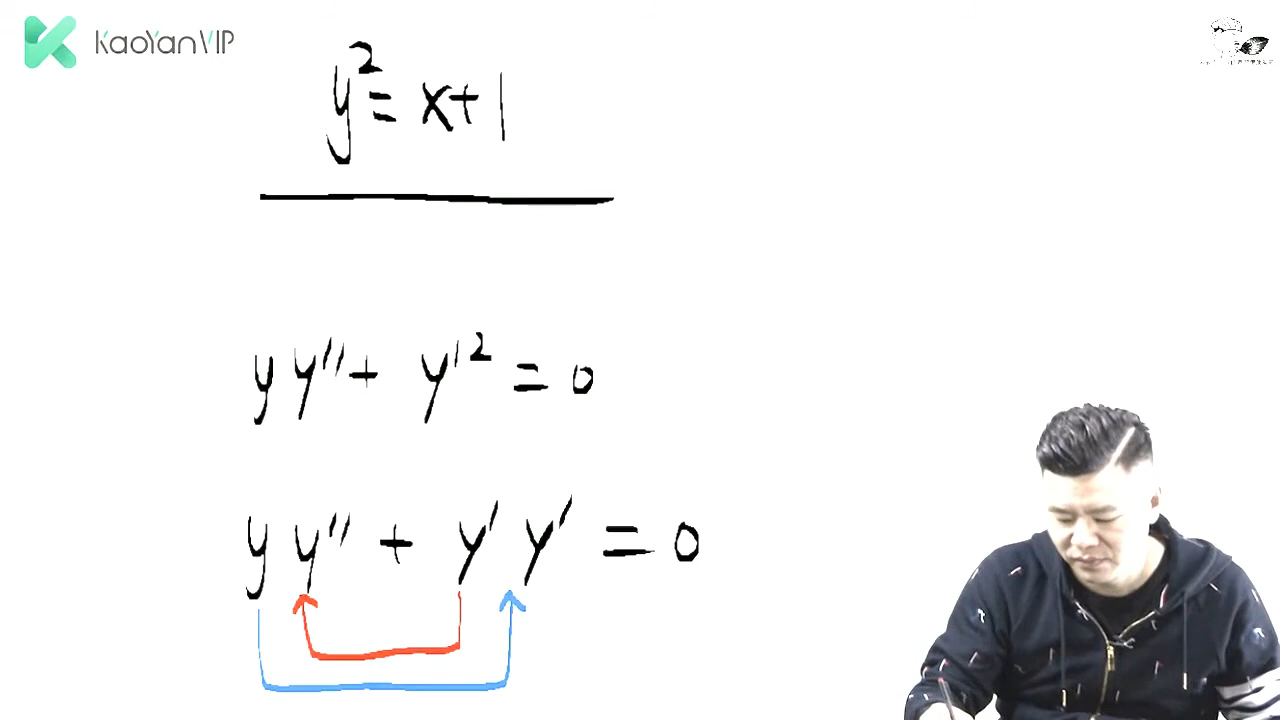 KaoYanVIP
y²= x+1
y y″+ y′² = 0
y y″ + y′ y′ = 0